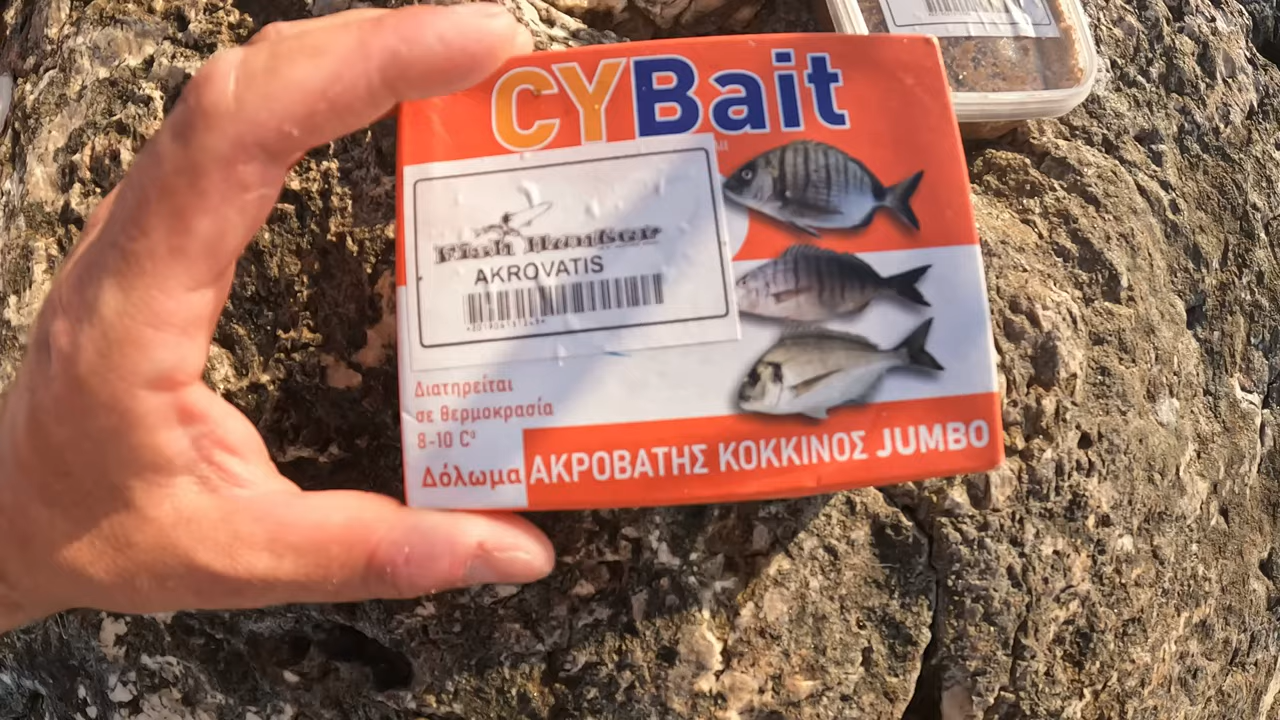 CYBait
Fish Hunter
AKROVATIS
Διατηρείται
σε θερμοκρασία
8-10 C°
Δόλωμα ΑΚΡΟΒΑΤΗΣ ΚΟΚΚΙΝΟΣ JUMBO